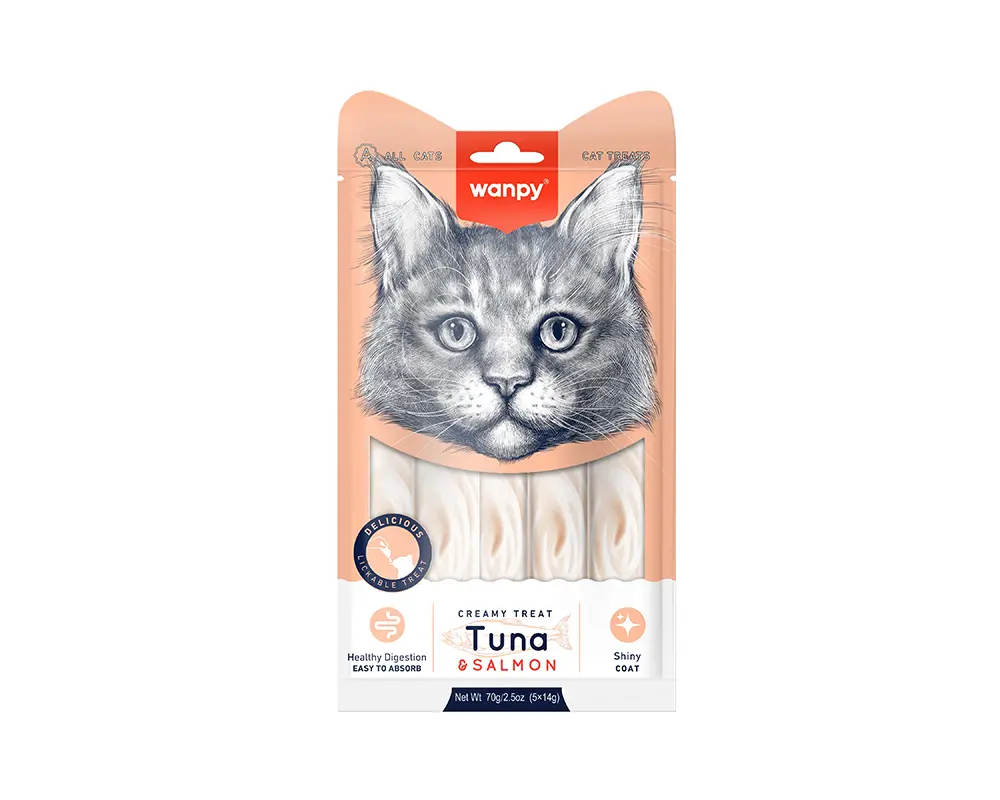 ALL CATS
CAT TREATS
wanpy®
DELICIOUS
LICKABLE TREAT
CREAMY TREAT
Tuna
& SALMON
Healthy Digestion
EASY TO ABSORB
Shiny
COAT
Net Wt 70g/2.5oz (5×14g)